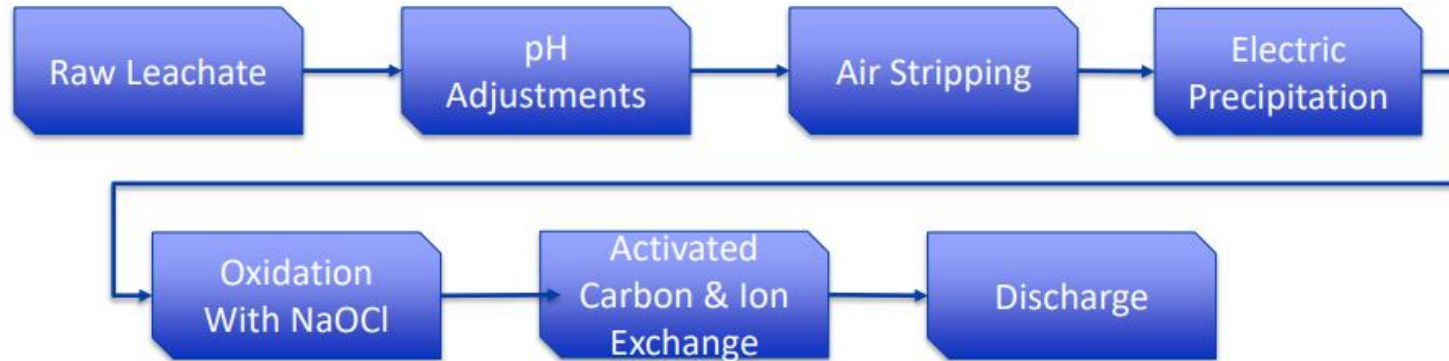 Raw Leachate
pH
Adjustments
Air Stripping
Electric
Precipitation
Oxidation
With NaOCl
Activated
Carbon & Ion
Exchange
Discharge